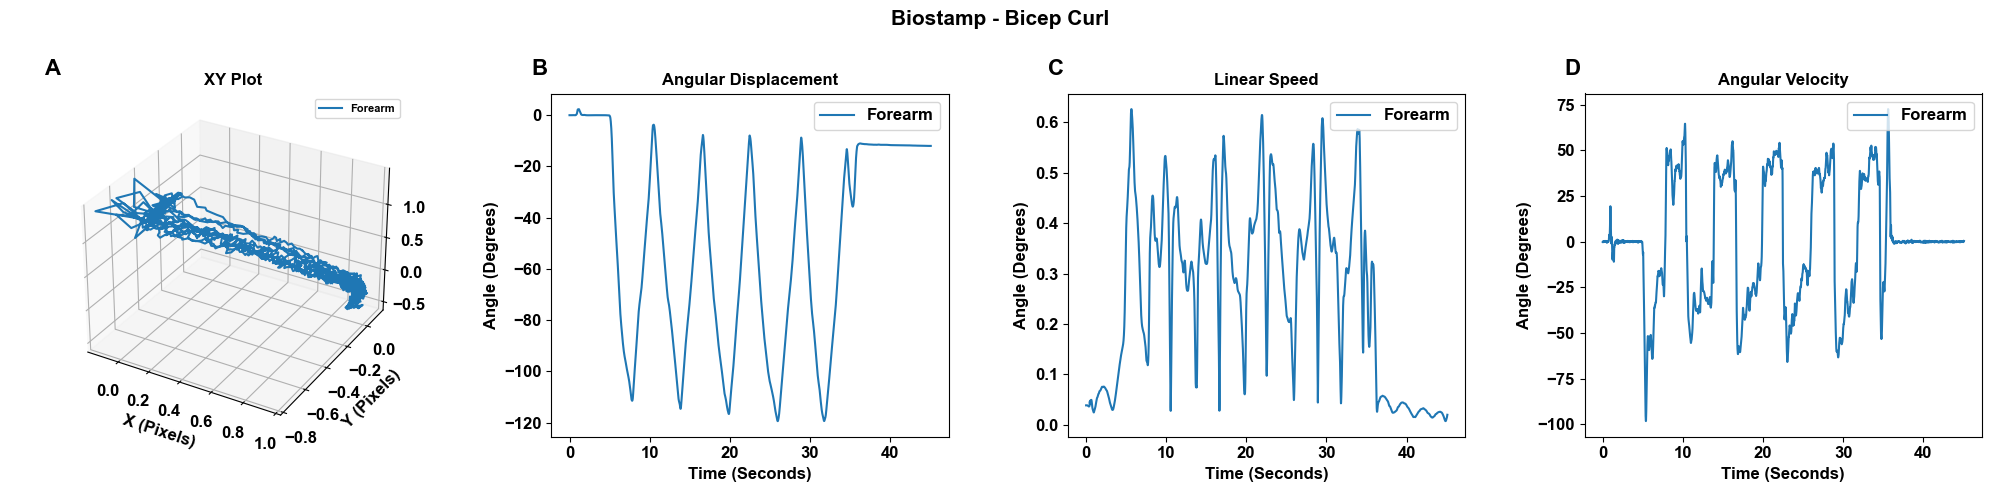 Biostamp - Bicep Curl
A
XY Plot
Forearm
1.0
0.5
0.0
−0.5
0.0
−0.2
−0.4
−0.6
−0.8
Y (Pixels)
0.0
0.2
0.4
0.6
0.8
1.0
X (Pixels)
B
Angular Displacement
Forearm
Angle (Degrees)
0
−20
−40
−60
−80
−100
−120
0 10 20 30 40
Time (Seconds)
C
Linear Speed
Forearm
Angle (Degrees)
0.6
0.5
0.4
0.3
0.2
0.1
0.0
0 10 20 30 40
Time (Seconds)
D
Angular Velocity
Forearm
Angle (Degrees)
75
50
25
0
−25
−50
−75
−100
0 10 20 30 40
Time (Seconds)